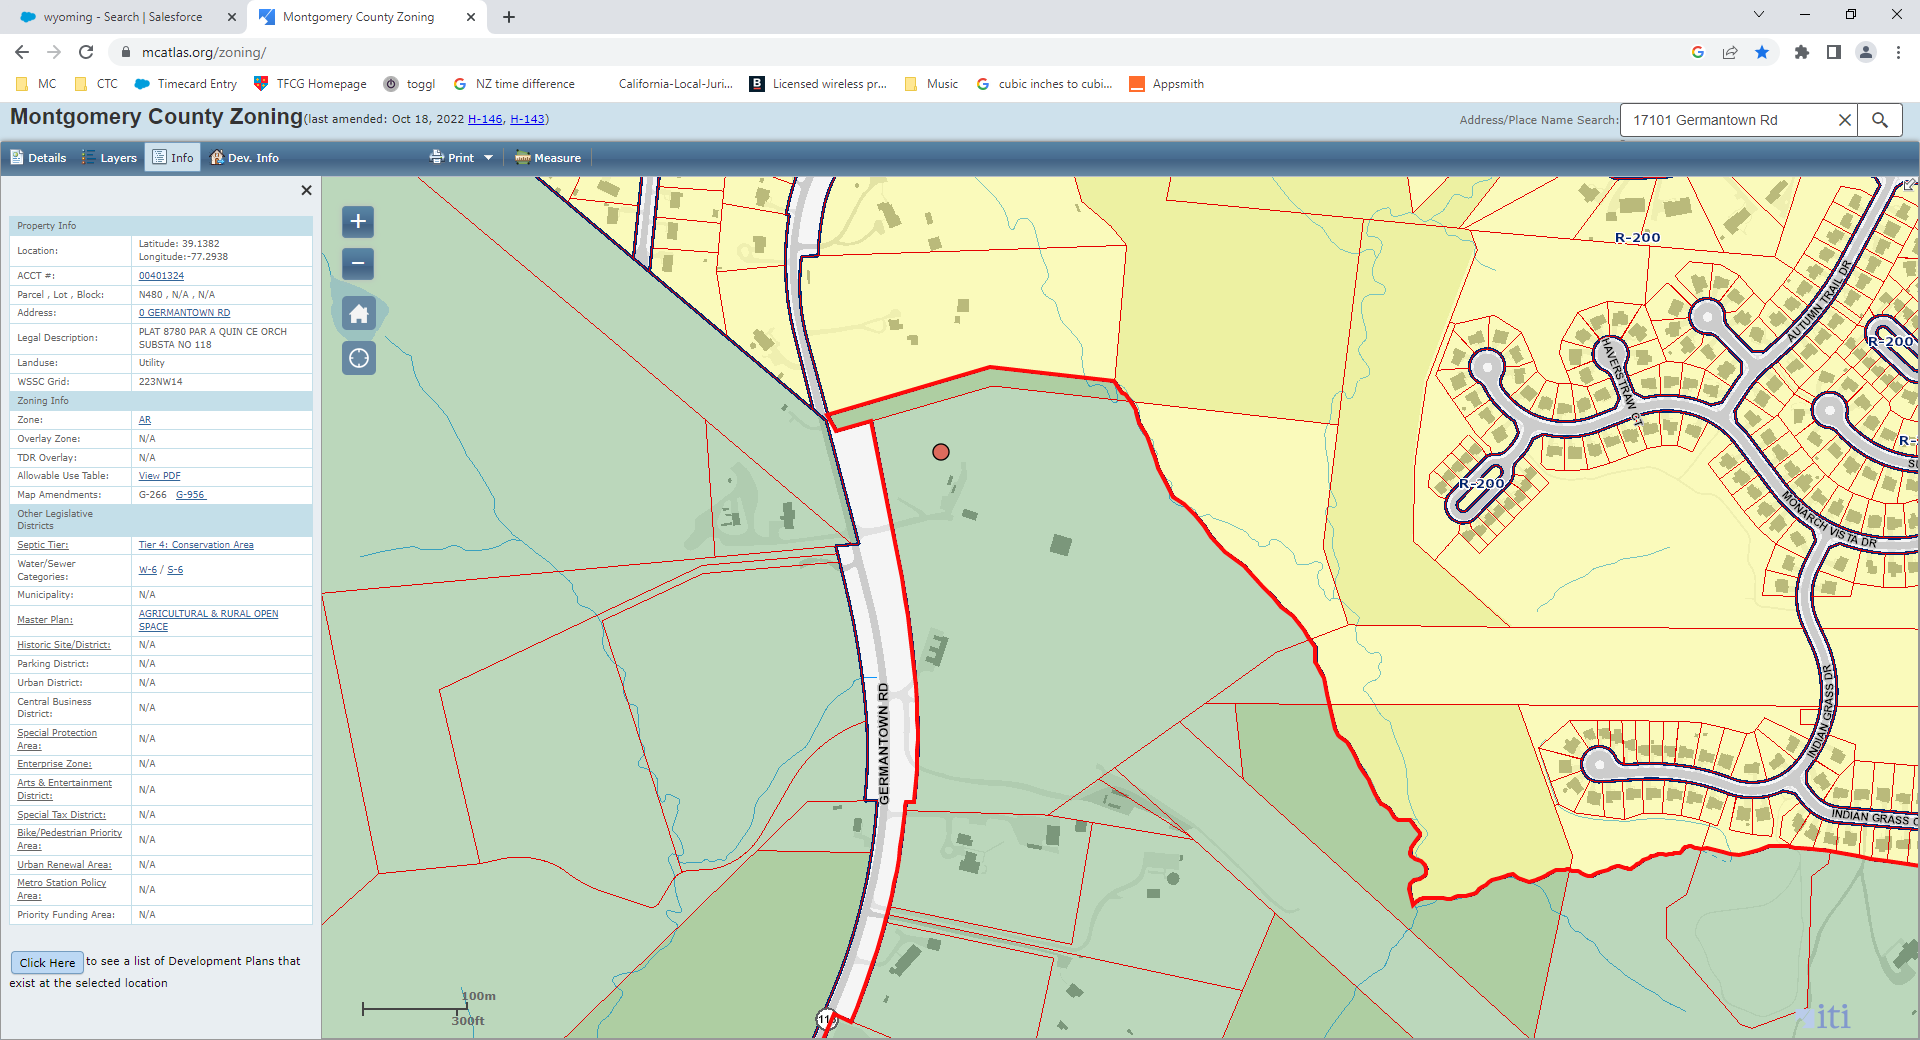 wyoming - Search | Salesforce
Montgomery County Zoning
mcatlas.org/zoning/
MC
CTC
Timecard Entry
TFCG Homepage
toggl
NZ time difference
California-Local-Juri...
Licensed wireless pr...
Music
cubic inches to cubi...
Appsmith
Montgomery County Zoning(last amended: Oct 18, 2022 H-146, H-143)
Address/Place Name Search:
17101 Germantown Rd
Details
Layers
Info
Dev. Info
Print
Measure
Property Info
Location:
Latitude: 39.1382
Longitude:-77.2938
ACCT #:
00401324
Parcel , Lot , Block:
N480 , N/A , N/A
Address:
0 GERMANTOWN RD
Legal Description:
PLAT 8780 PAR A QUIN CE ORCH
SUBSTA NO 118
Landuse:
Utility
WSSC Grid:
223NW14
Zoning Info
Zone:
AR
Overlay Zone:
N/A
TDR Overlay:
N/A
Allowable Use Table:
View PDF
Map Amendments:
G-266 G-956
Other Legislative
Districts
Septic Tier:
Tier 4: Conservation Area
Water/Sewer
Categories:
W-6 / S-6
Municipality:
N/A
Master Plan:
AGRICULTURAL & RURAL OPEN
SPACE
Historic Site/District:
N/A
Parking District:
N/A
Urban District:
N/A
Central Business
District:
N/A
Special Protection
Area:
N/A
Enterprise Zone:
N/A
Arts & Entertainment
District:
N/A
Special Tax District:
N/A
Bike/Pedestrian Priority
Area:
N/A
Urban Renewal Area:
N/A
Metro Station Policy
Area:
N/A
Priority Funding Area:
N/A
Click Here to see a list of Development Plans that
exist at the selected location
R-200
AUTUMN TRAIL DR
R-200
HAVERSTRAW CT
R-200
MONARCH VISTA DR
INDIAN GRASS DR
INDIAN GRASS C
GERMANTOWN RD
100m
300ft
iti